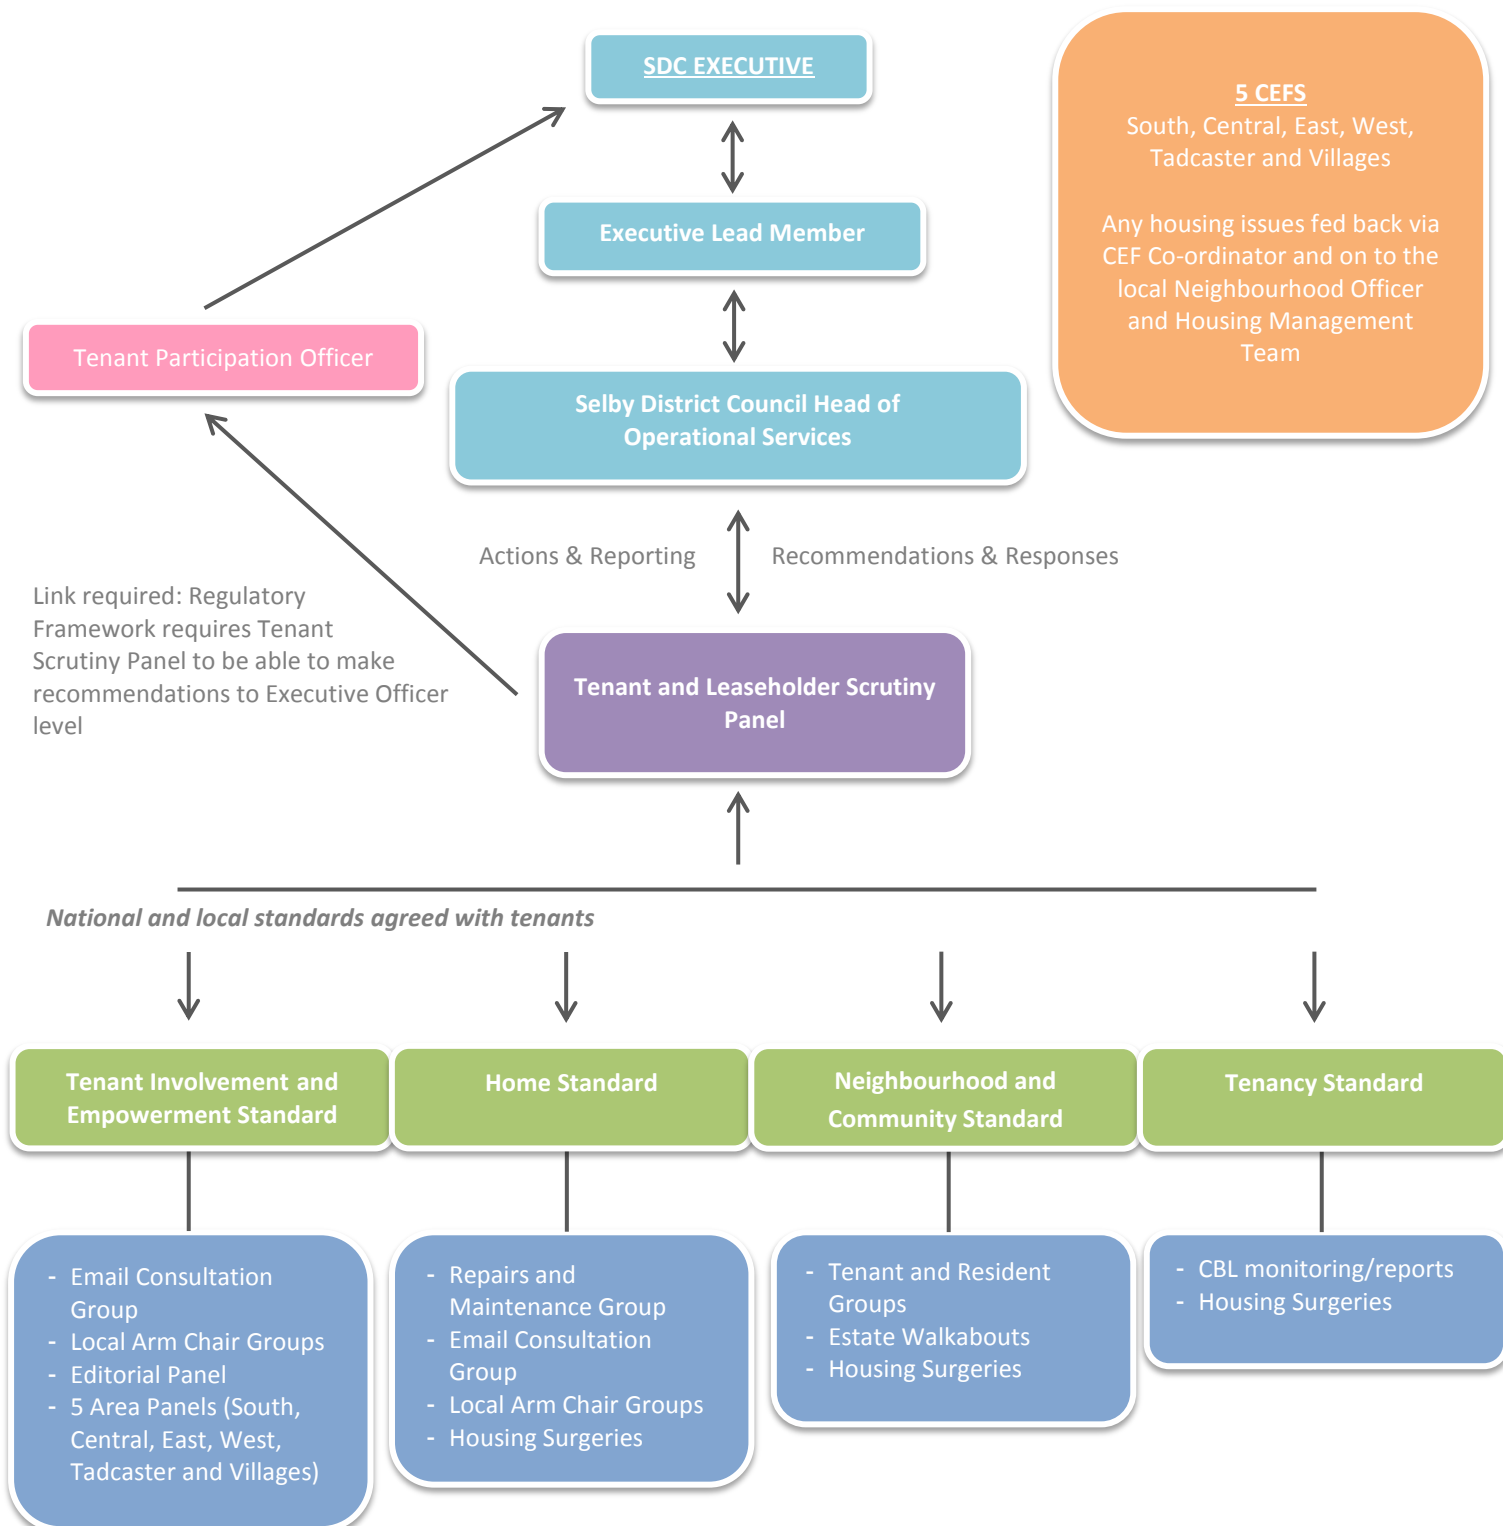 SDC EXECUTIVE
5 CEFS
South, Central, East, West,
Tadcaster and Villages
Any housing issues fed back via
CEF Co-ordinator and on to the
local Neighbourhood Officer
and Housing Management
Team
Executive Lead Member
Tenant Participation Officer
Selby District Council Head of
Operational Services
Actions & Reporting
Recommendations & Responses
Link required: Regulatory
Framework requires Tenant
Scrutiny Panel to be able to make
recommendations to Executive Officer
level
Tenant and Leaseholder Scrutiny
Panel
National and local standards agreed with tenants
Tenant Involvement and
Empowerment Standard
Home Standard
Neighbourhood and
Community Standard
Tenancy Standard
- Email Consultation
Group
- Local Arm Chair Groups
- Editorial Panel
- 5 Area Panels (South,
Central, East, West,
Tadcaster and Villages)
- Repairs and
Maintenance Group
- Email Consultation
Group
- Local Arm Chair Groups
- Housing Surgeries
- Tenant and Resident
Groups
- Estate Walkabouts
- Housing Surgeries
- CBL monitoring/reports
- Housing Surgeries